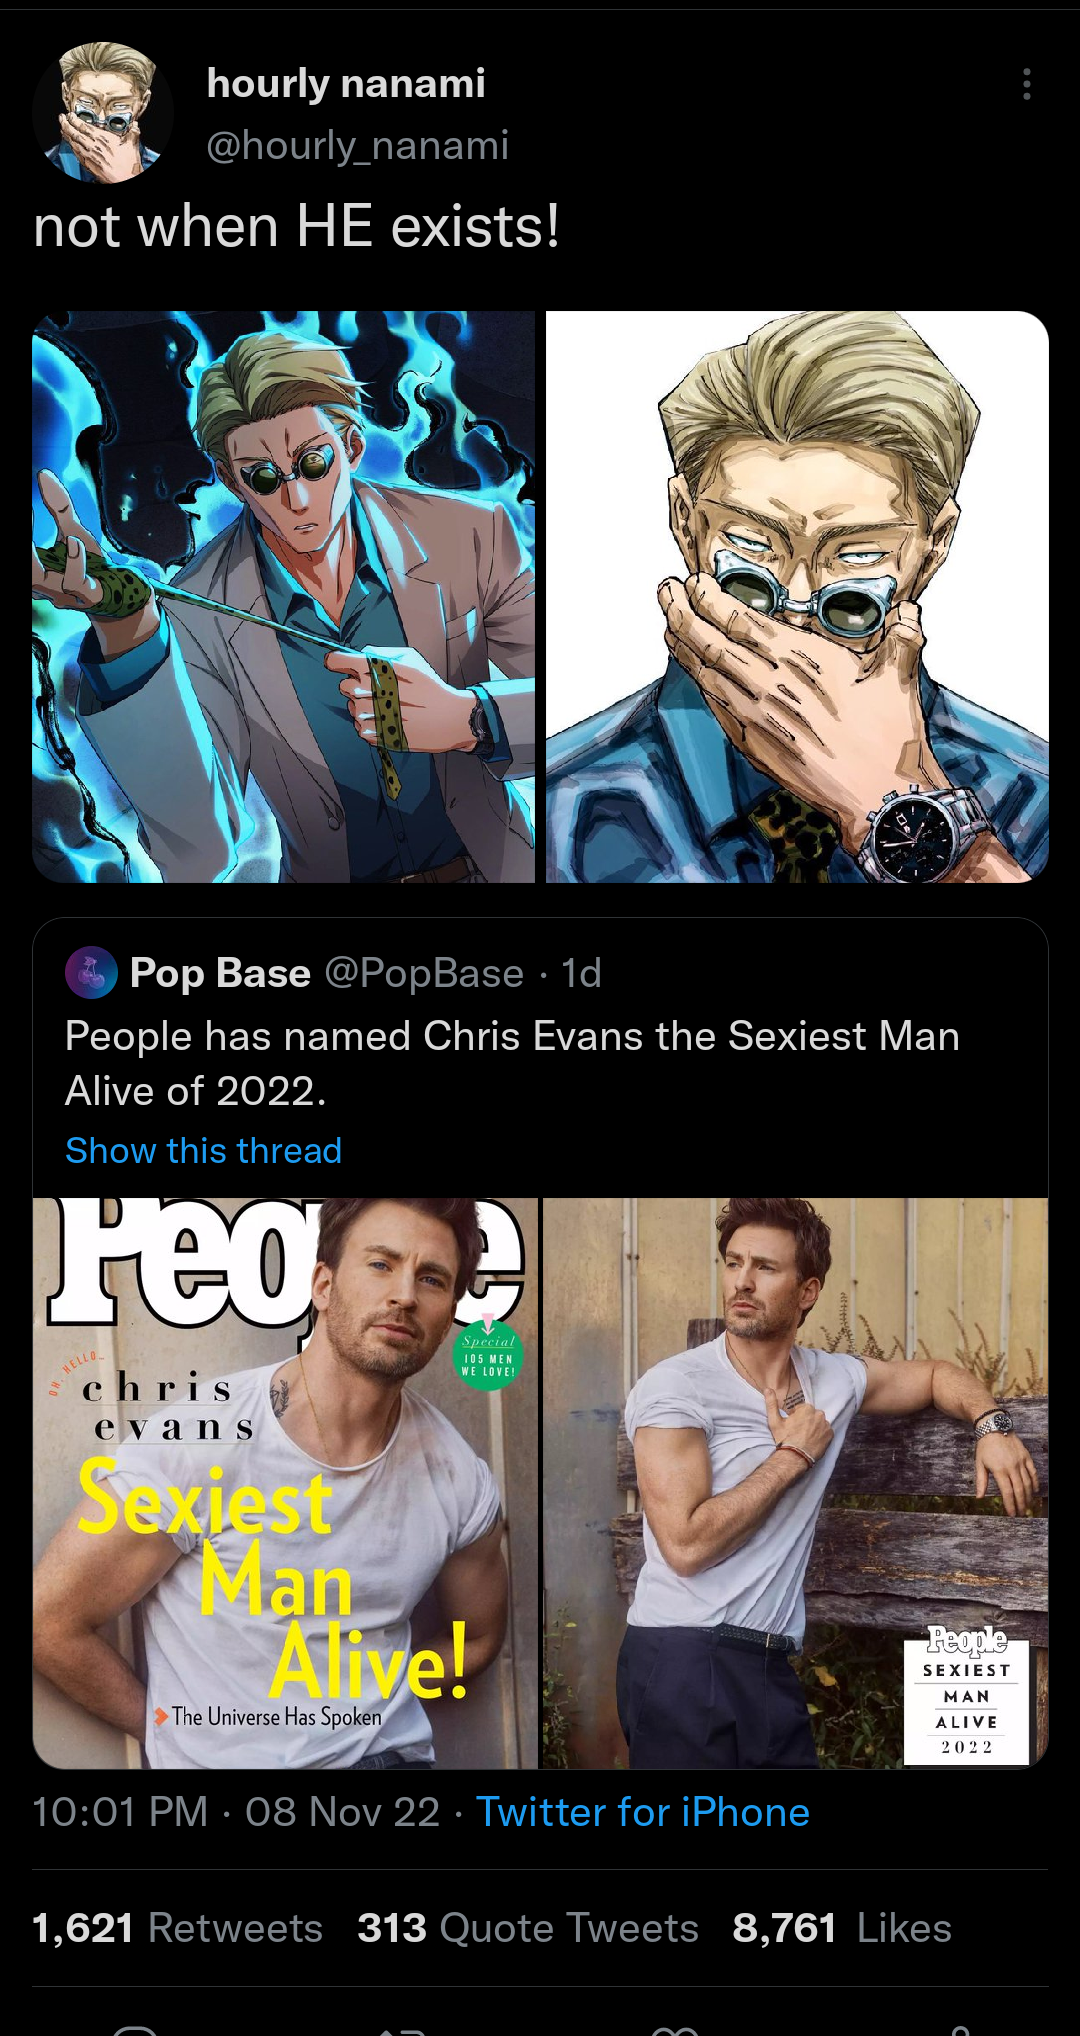 hourly nanami
@hourly_nanami
not when HE exists!
Pop Base @PopBase · 1d
People has named Chris Evans the Sexiest Man
Alive of 2022.
Show this thread
People
Special
105 MEN
WE LOVE!
OH, HELLO...
chris
evans
Sexiest
Man
Alive!
The Universe Has Spoken
People
SEXIEST
MAN
ALIVE
2022
10:01 PM · 08 Nov 22 · Twitter for iPhone
1,621 Retweets 313 Quote Tweets 8,761 Likes